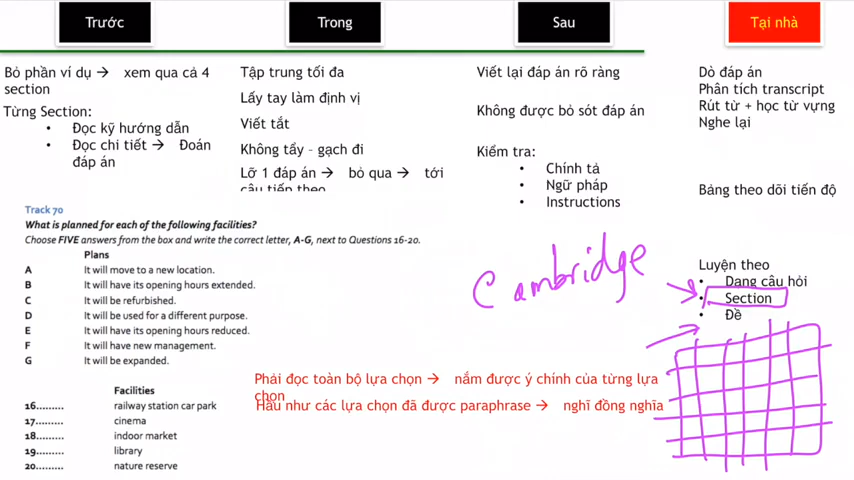 Trước
Trong
Sau
Tại nhà
Bỏ phần ví dụ → xem qua cả 4
section
Từng Section:
• Đọc kỹ hướng dẫn
• Đọc chi tiết → Đoán
đáp án
Tập trung tối đa
Lấy tay làm định vị
Viết tắt
Không tẩy – gạch đi
Lỡ 1 đáp án → bỏ qua → tới
câu tiếp theo
Viết lại đáp án rõ ràng
Không được bỏ sót đáp án
Kiểm tra:
• Chính tả
• Ngữ pháp
• Instructions
Dò đáp án
Phân tích transcript
Rút từ + học từ vựng
Nghe lại
Bảng theo dõi tiến độ
Luyện theo
• Dạng câu hỏi
• Section
• Đề
Cambridge
Track 70
What is planned for each of the following facilities?
Choose FIVE answers from the box and write the correct letter, A-G, next to Questions 16-20.
Plans
A It will move to a new location.
B It will have its opening hours extended.
C It will be refurbished.
D It will be used for a different purpose.
E It will have its opening hours reduced.
F It will have new management.
G It will be expanded.
Facilities
16......... railway station car park
17......... cinema
18......... indoor market
19......... library
20......... nature reserve
Phải đọc toàn bộ lựa chọn → nắm được ý chính của từng lựa
chọn
Hầu như các lựa chọn đã được paraphrase → nghĩ đồng nghĩa